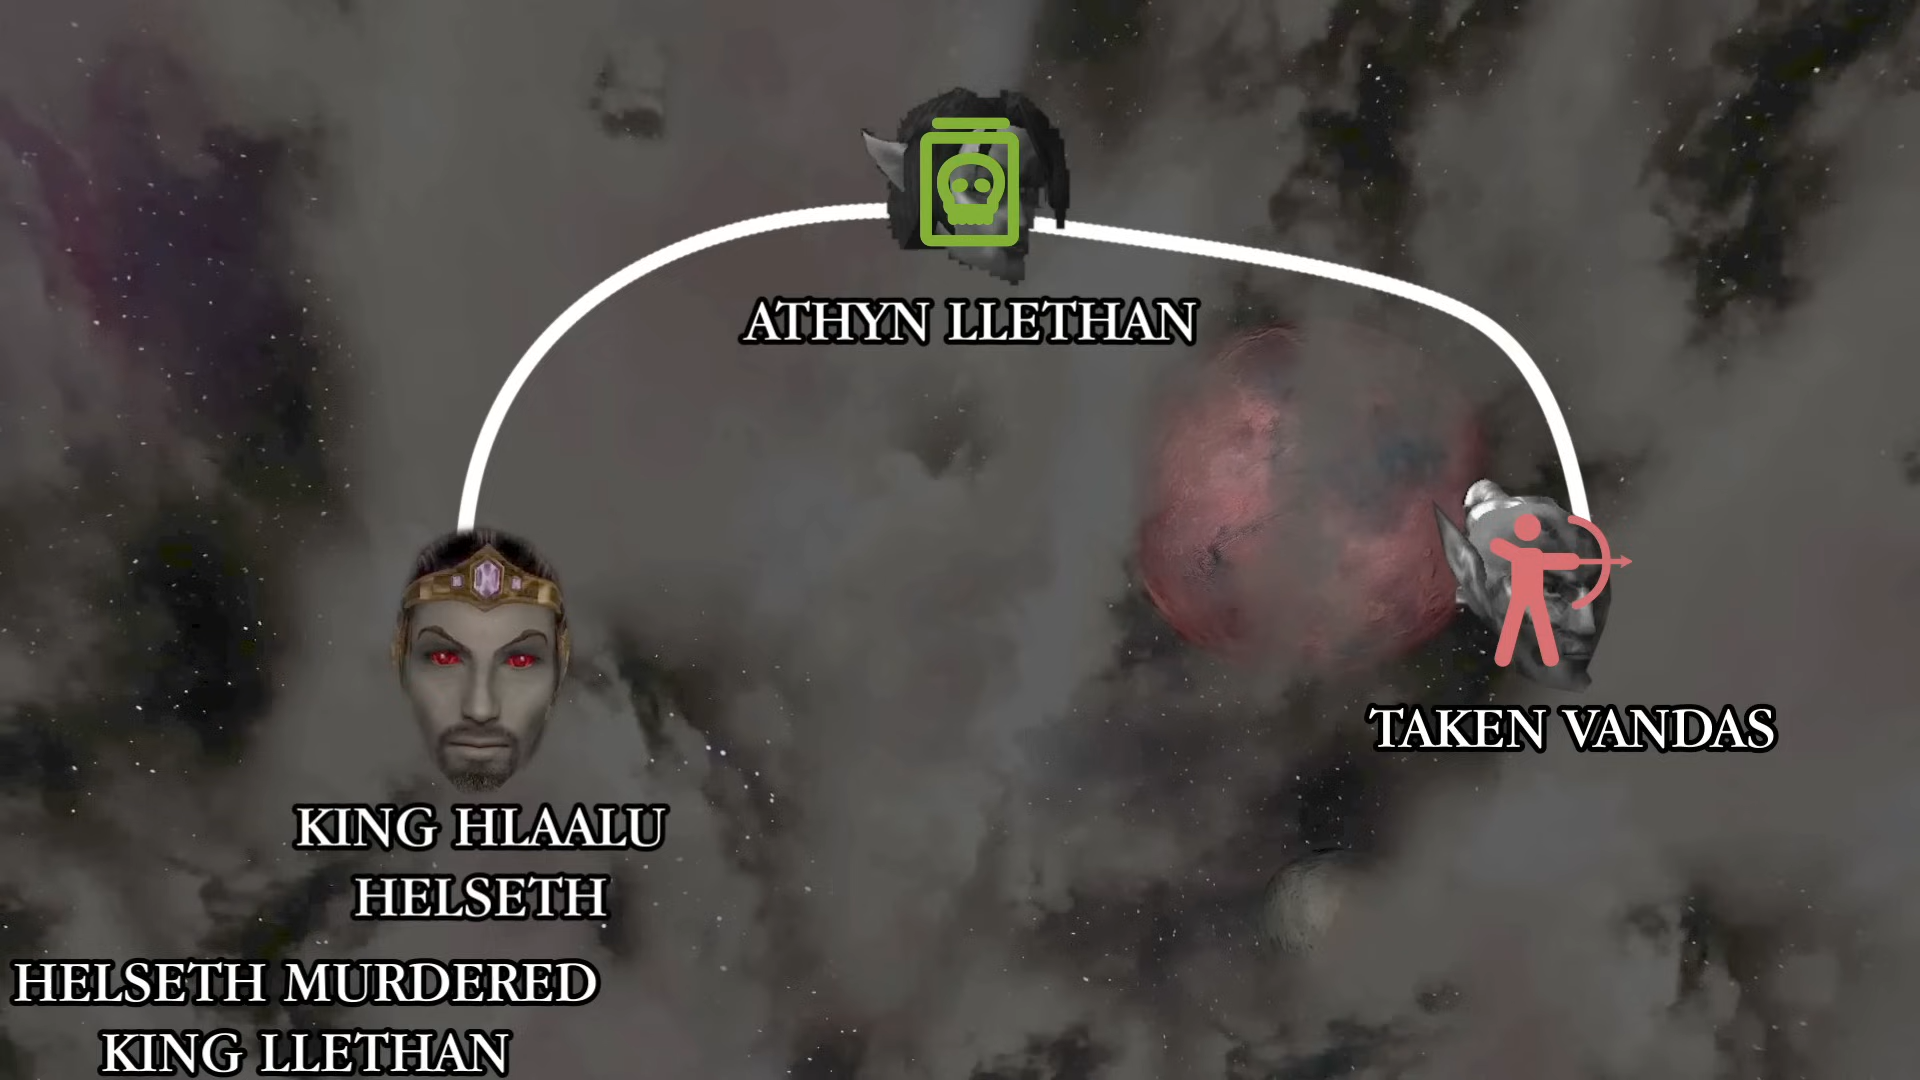 ATHYN LLETHAN
TAKEN VANDAS
KING HLAALU
HELSETH
HELSETH MURDERED
KING LLETHAN